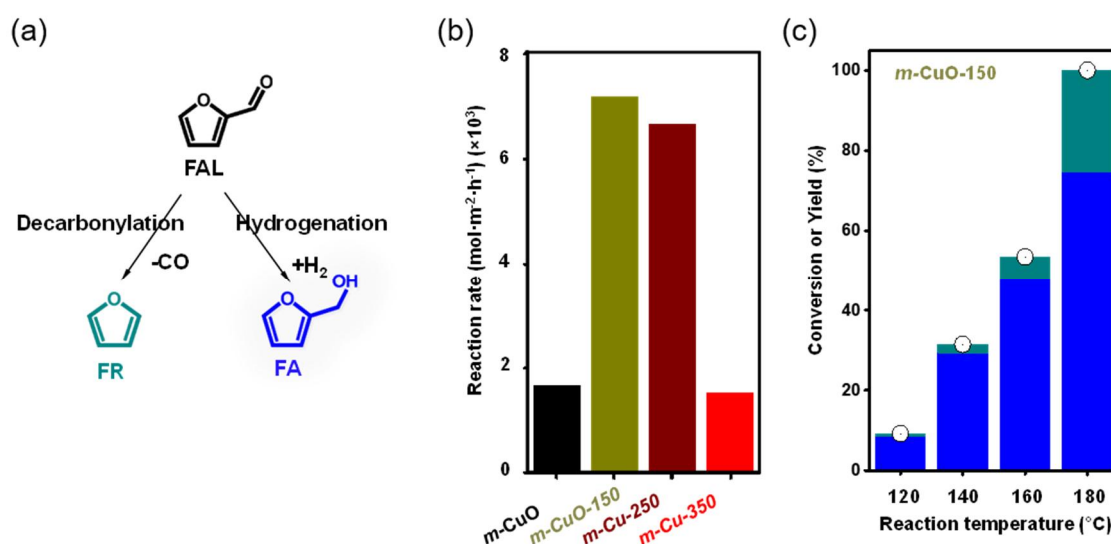 (a)
O
O
FAL
Decarbonylation
Hydrogenation
-CO
+H₂
O
FR
O
OH
FA
(b)
Reaction rate (mol·m⁻²·h⁻¹) (×10³)
8
6
4
2
0
m-CuO
m-CuO-150
m-Cu-250
m-Cu-350
(c)
m-CuO-150
Conversion or Yield (%)
100
80
60
40
20
0
120 140 160 180
Reaction temperature (°C)